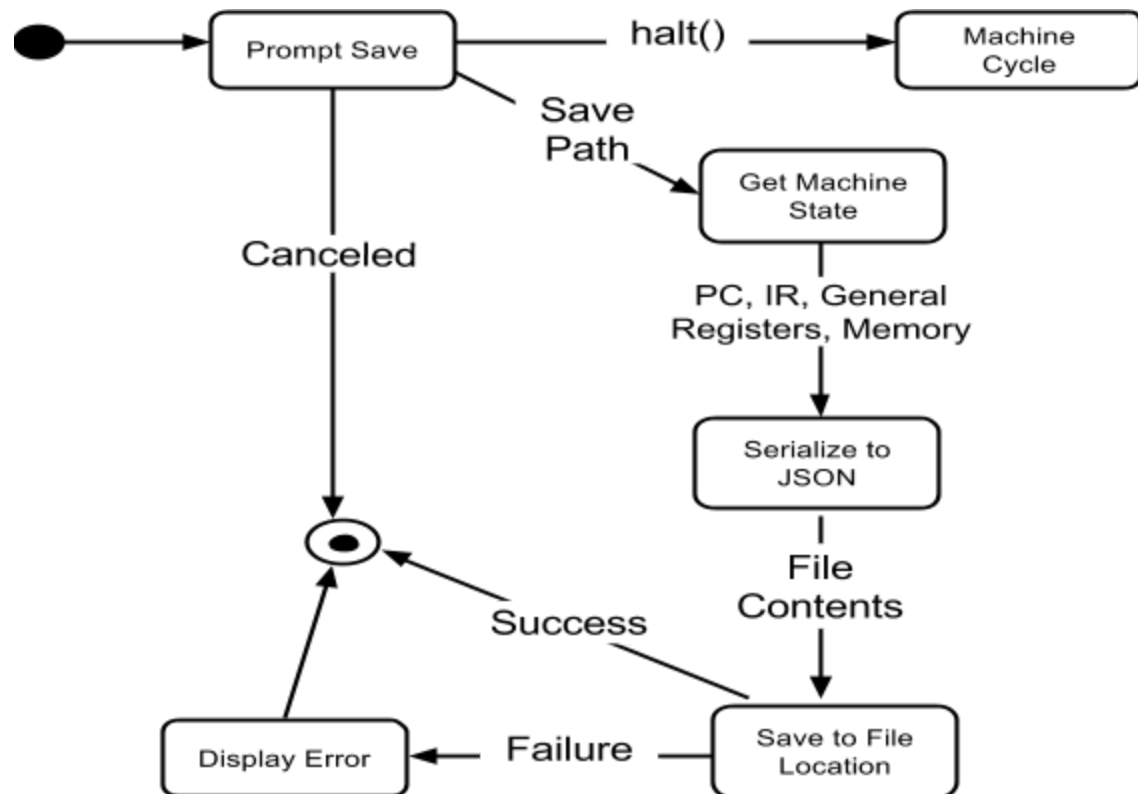 Prompt Save
halt()
Machine
Cycle
Save
Path
Get Machine
State
Canceled
PC, IR, General
Registers, Memory
Serialize to
JSON
File
Contents
Success
Save to File
Location
Failure
Display Error